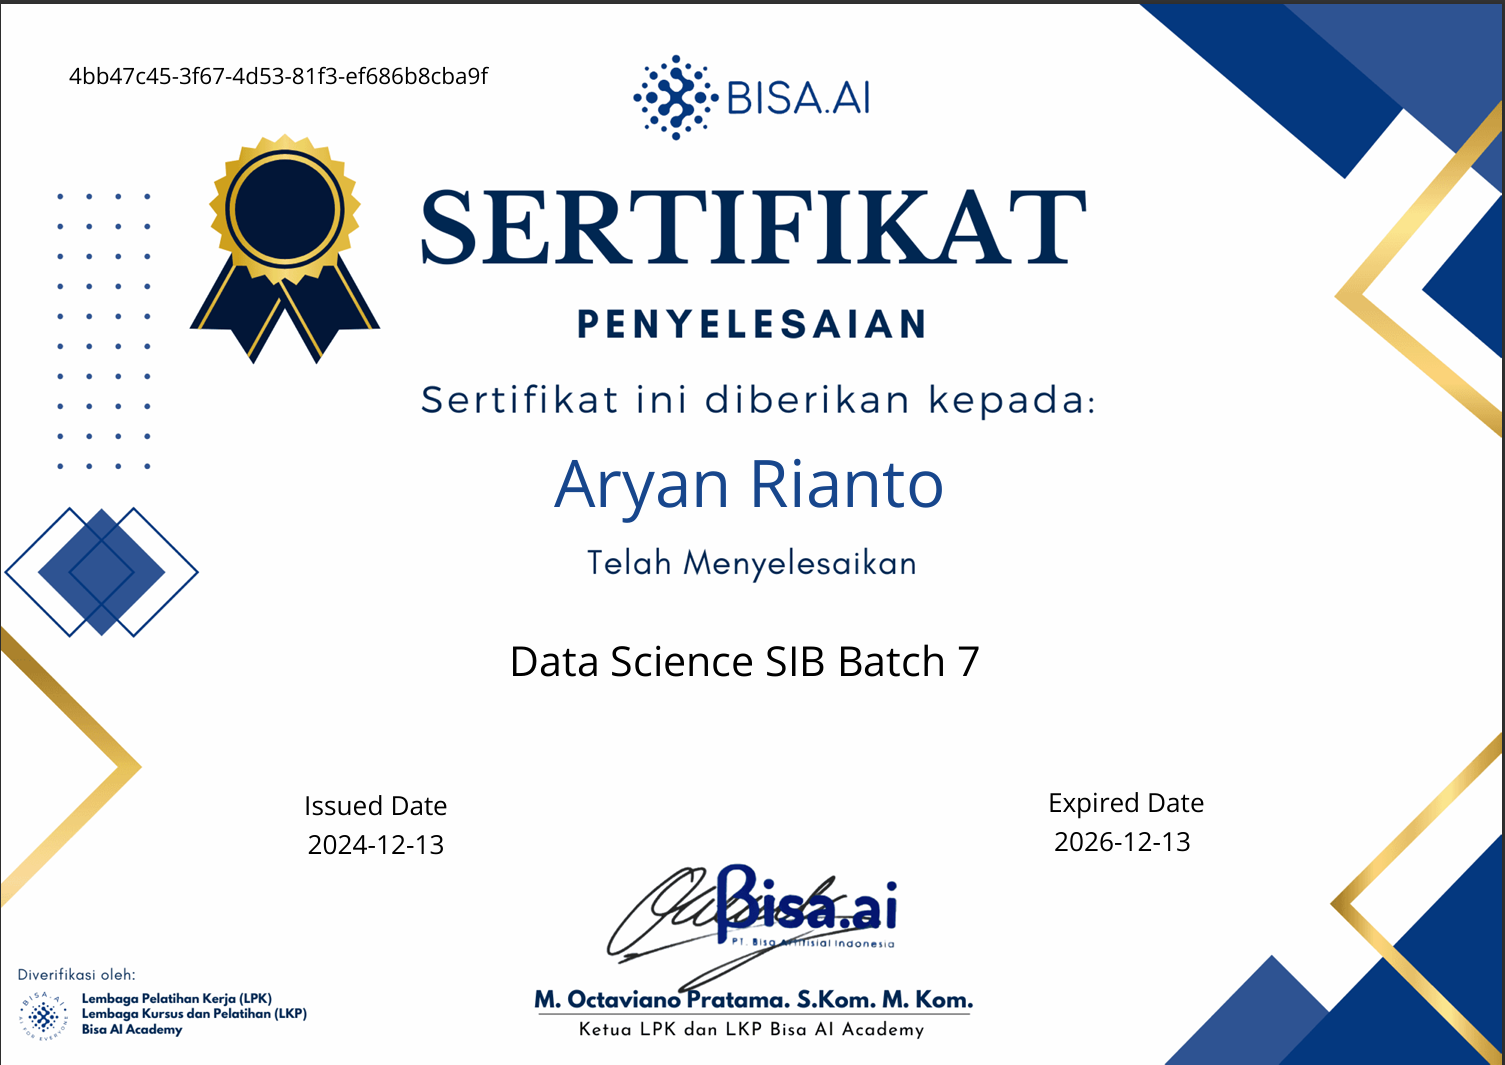 4bb47c45-3f67-4d53-81f3-ef686b8cba9f
BISA.AI
SERTIFIKAT
PENYELESAIAN
Sertifikat ini diberikan kepada:
Aryan Rianto
Telah Menyelesaikan
Data Science SIB Batch 7
Issued Date
2024-12-13
Expired Date
2026-12-13
Bisa.ai
PT. Bisa Artifisial Indonesia
M. Octaviano Pratama. S.Kom. M. Kom.
Ketua LPK dan LKP Bisa AI Academy
Diverifikasi oleh:
BISA.AI
AI FOR EVERYONE
Lembaga Pelatihan Kerja (LPK)
Lembaga Kursus dan Pelatihan (LKP)
Bisa AI Academy